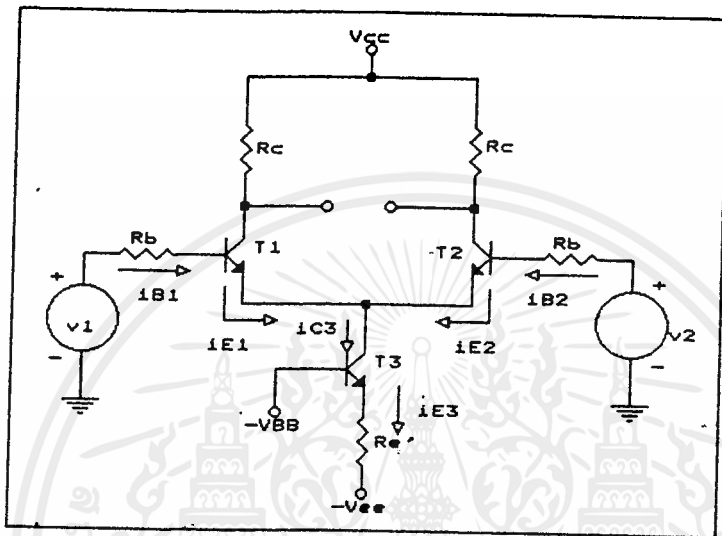 Vcc
Rc
Rc
Rb
T1
T2
Rb
+
iB1
iB2
+
v1
-
v2
-
iE1
iC3
iE2
T3
-VBB
iE3
Re
-Vee